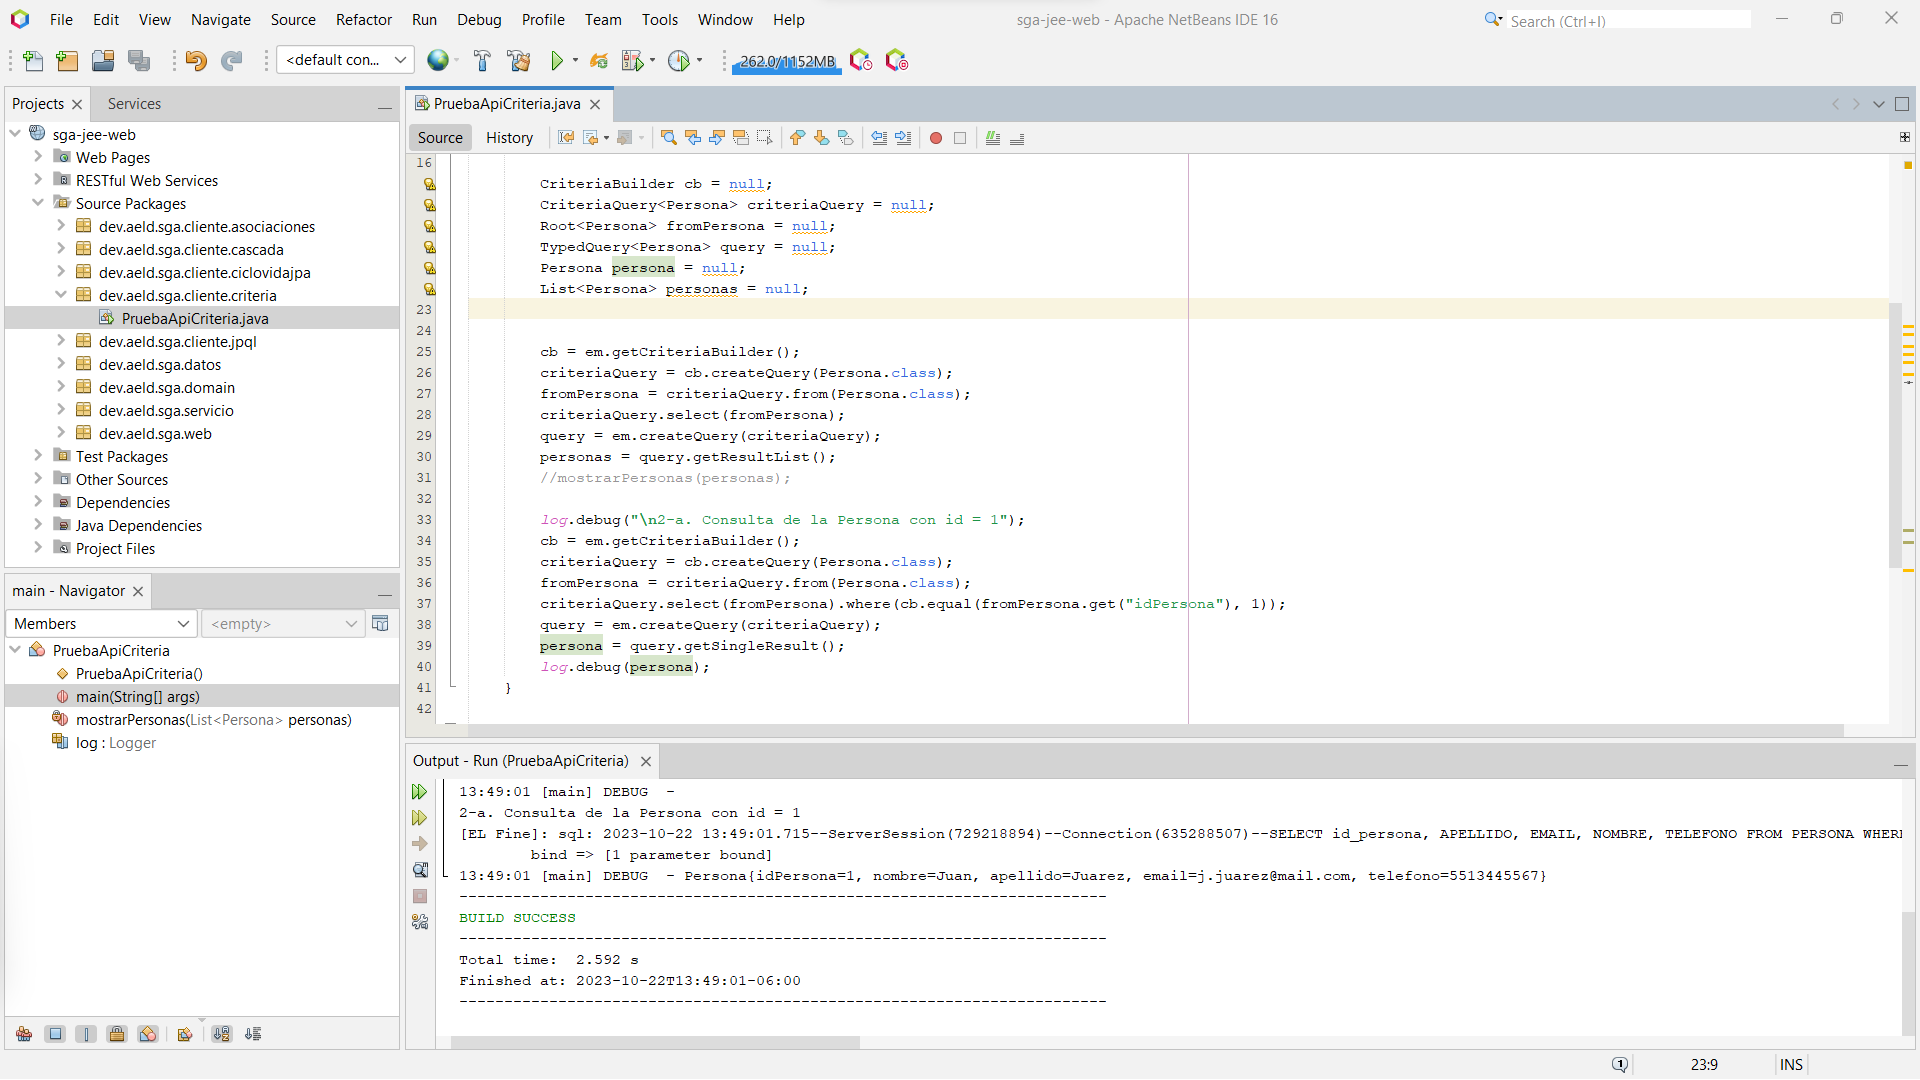 File Edit View Navigate Source Refactor Run Debug Profile Team Tools Window Help
sga-jee-web - Apache NetBeans IDE 16
Search (Ctrl+I)
<default con...
262.0/1152MB
Projects
Services
sga-jee-web
Web Pages
RESTful Web Services
Source Packages
dev.aeld.sga.cliente.asociaciones
dev.aeld.sga.cliente.cascada
dev.aeld.sga.cliente.ciclovidajpa
dev.aeld.sga.cliente.criteria
PruebaApiCriteria.java
dev.aeld.sga.cliente.jpql
dev.aeld.sga.datos
dev.aeld.sga.domain
dev.aeld.sga.servicio
dev.aeld.sga.web
Test Packages
Other Sources
Dependencies
Java Dependencies
Project Files
main - Navigator
Members
<empty>
PruebaApiCriteria
PruebaApiCriteria()
main(String[] args)
mostrarPersonas(List<Persona> personas)
log : Logger
PruebaApiCriteria.java
Source History
16
CriteriaBuilder cb = null;
CriteriaQuery<Persona> criteriaQuery = null;
Root<Persona> fromPersona = null;
TypedQuery<Persona> query = null;
Persona persona = null;
List<Persona> personas = null;
23
24
25 cb = em.getCriteriaBuilder();
26 criteriaQuery = cb.createQuery(Persona.class);
27 fromPersona = criteriaQuery.from(Persona.class);
28 criteriaQuery.select(fromPersona);
29 query = em.createQuery(criteriaQuery);
30 personas = query.getResultList();
31 //mostrarPersonas(personas);
32
33 log.debug("\n2-a. Consulta de la Persona con id = 1");
34 cb = em.getCriteriaBuilder();
35 criteriaQuery = cb.createQuery(Persona.class);
36 fromPersona = criteriaQuery.from(Persona.class);
37 criteriaQuery.select(fromPersona).where(cb.equal(fromPersona.get("idPersona"), 1));
38 query = em.createQuery(criteriaQuery);
39 persona = query.getSingleResult();
40 log.debug(persona);
41 }
42
Output - Run (PruebaApiCriteria)
13:49:01 [main] DEBUG -
2-a. Consulta de la Persona con id = 1
[EL Fine]: sql: 2023-10-22 13:49:01.715--ServerSession(729218894)--Connection(635288507)--SELECT id_persona, APELLIDO, EMAIL, NOMBRE, TELEFONO FROM PERSONA WHERE
bind => [1 parameter bound]
13:49:01 [main] DEBUG - Persona{idPersona=1, nombre=Juan, apellido=Juarez, email=j.juarez@mail.com, telefono=5513445567}
------------------------------------------------------------------------
BUILD SUCCESS
------------------------------------------------------------------------
Total time: 2.592 s
Finished at: 2023-10-22T13:49:01-06:00
------------------------------------------------------------------------
1
23:9
INS